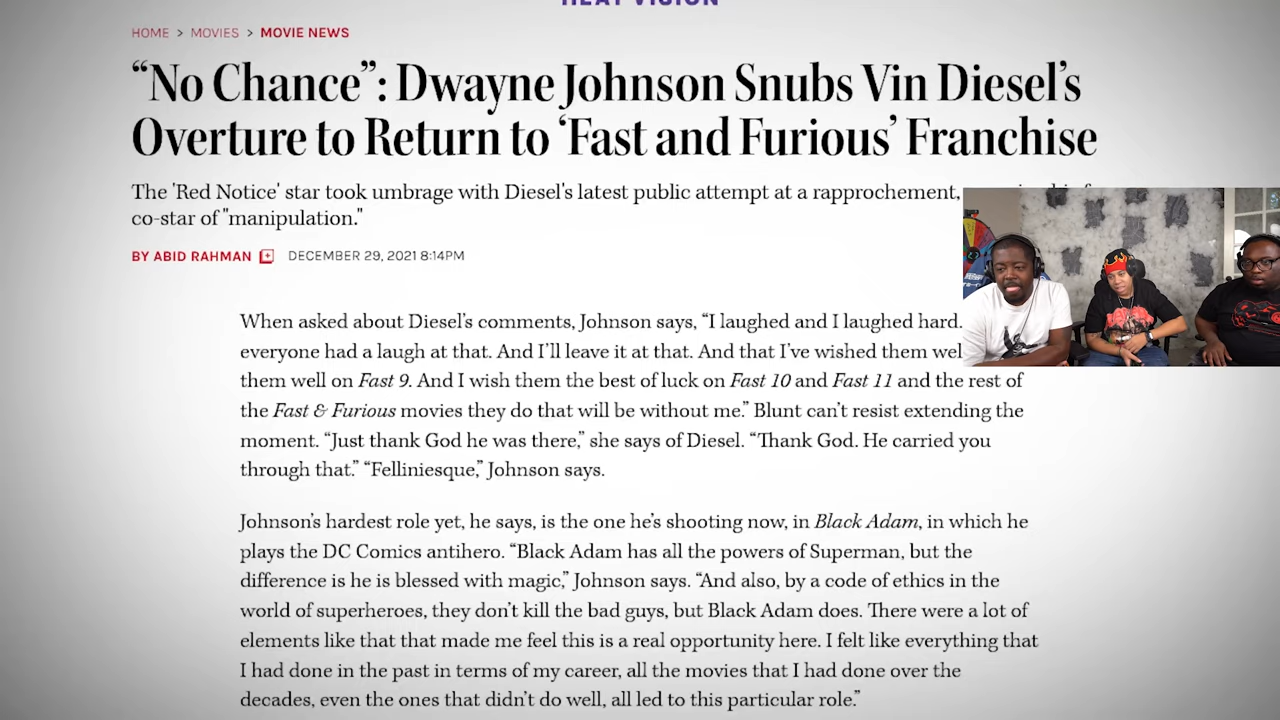 HEAT VISION
HOME > MOVIES > MOVIE NEWS
“No Chance”: Dwayne Johnson Snubs Vin Diesel’s
Overture to Return to ‘Fast and Furious’ Franchise
The 'Red Notice' star took umbrage with Diesel's latest public attempt at a rapprochement,
co-star of "manipulation."
BY ABID RAHMAN DECEMBER 29, 2021 8:14PM
When asked about Diesel’s comments, Johnson says, “I laughed and I laughed hard.
everyone had a laugh at that. And I’ll leave it at that. And that I’ve wished them wel
them well on Fast 9. And I wish them the best of luck on Fast 10 and Fast 11 and the rest of
the Fast & Furious movies they do that will be without me.” Blunt can’t resist extending the
moment. “Just thank God he was there,” she says of Diesel. “Thank God. He carried you
through that.” “Felliniesque,” Johnson says.
Johnson’s hardest role yet, he says, is the one he’s shooting now, in Black Adam, in which he
plays the DC Comics antihero. “Black Adam has all the powers of Superman, but the
difference is he is blessed with magic,” Johnson says. “And also, by a code of ethics in the
world of superheroes, they don’t kill the bad guys, but Black Adam does. There were a lot of
elements like that that made me feel this is a real opportunity here. I felt like everything that
I had done in the past in terms of my career, all the movies that I had done over the
decades, even the ones that didn’t do well, all led to this particular role.”